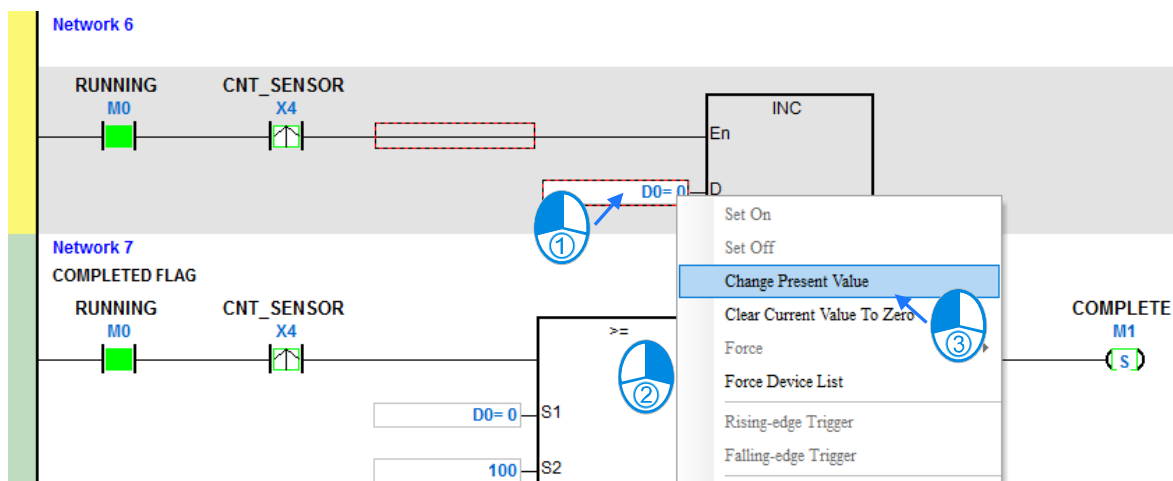 Network 6
RUNNING CNT_SENSOR
M0 X4
INC
En
D0= 0 D
①
Set On
Set Off
Change Present Value
Clear Current Value To Zero
Force
Force Device List
Rising-edge Trigger
Falling-edge Trigger
③
Network 7
COMPLETED FLAG
RUNNING CNT_SENSOR COMPLETE
M0 X4 >= M1
S
②
D0= 0 S1
100 S2